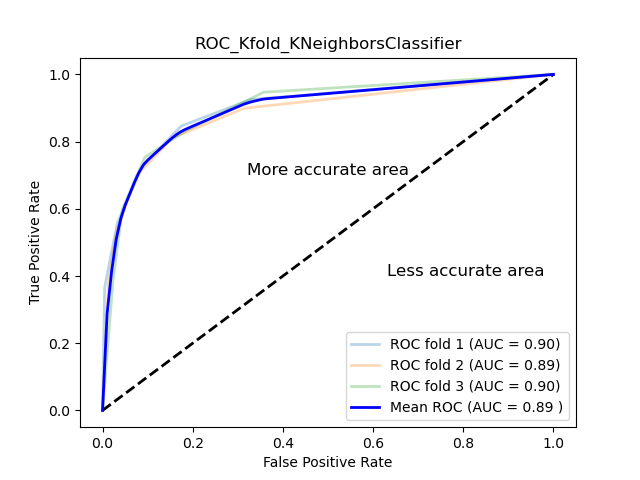 ROC_Kfold_KNeighborsClassifier
True Positive Rate
1.0
0.8
0.6
0.4
0.2
0.0
More accurate area
Less accurate area
ROC fold 1 (AUC = 0.90)
ROC fold 2 (AUC = 0.89)
ROC fold 3 (AUC = 0.90)
Mean ROC (AUC = 0.89 )
0.0 0.2 0.4 0.6 0.8 1.0
False Positive Rate